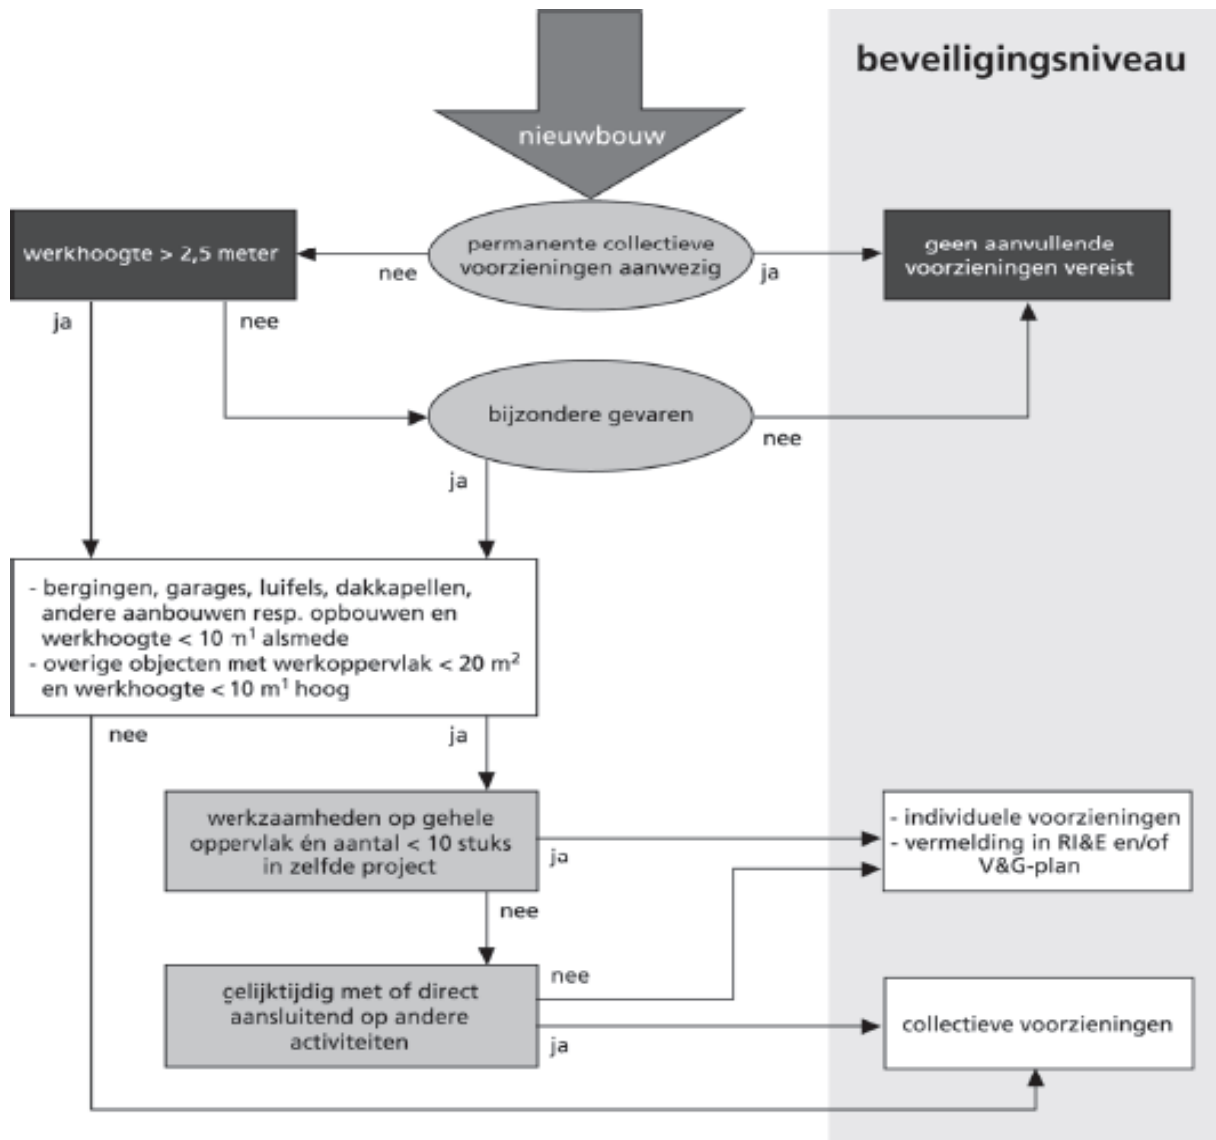 beveiligingsniveau
nieuwbouw
werkhoogte > 2,5 meter
nee
permanente collectieve
voorzieningen aanwezig
ja
geen aanvullende
voorzieningen vereist
ja
nee
bijzondere gevaren
nee
ja
- bergingen, garages, luifels, dakkapellen,
andere aanbouwen resp. opbouwen en
werkhoogte < 10 m¹ alsmede
- overige objecten met werkoppervlak < 20 m²
en werkhoogte < 10 m¹ hoog
nee
ja
werkzaamheden op gehele
oppervlak én aantal < 10 stuks
in zelfde project
ja
- individuele voorzieningen
- vermelding in RI&E en/of
V&G-plan
nee
gelijktijdig met of direct
aansluitend op andere
activiteiten
nee
ja
collectieve voorzieningen